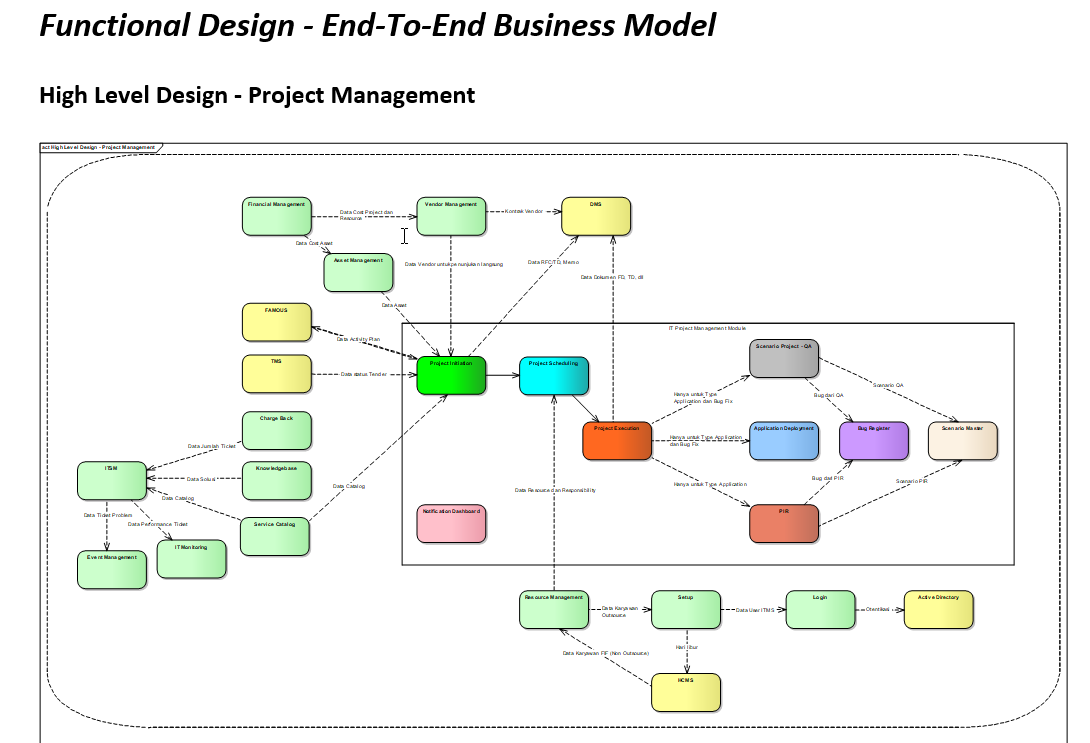 Functional Design - End-To-End Business Model
High Level Design - Project Management
act High Level Design - Project Management
Financial Management
Data Cost Project dan
Resource
Vendor Management
Kontrak Vendor
DMS
Data Cost Asset
Asset Management
Data Vendor untuk penunjukan langsung
Data RFC/TD, Memo
Data Dokumen FD, TD, dll
Data Asset
FAMOUS
Data Activity Plan
IT Project Management Module
TMS
Data status Tender
Project Initiation
Project Scheduling
Scenario Project - QA
Scenario QA
Hanya untuk Type
Application dan Bug Fix
Bug dari QA
Charge Back
Data Jumlah Ticket
Project Execution
Hanya untuk Type Application
dan Bug Fix
Application Deployment
Bug Register
Scenario Master
ITSM
Data Solusi
Knowledgebase
Data Catalog
Data Catalog
Data Resource dan Responsibility
Hanya untuk Type Application
Bug dari PIR
Scenario PIR
Data Ticket Problem
Data Performance Ticket
Service Catalog
Notification Dashboard
PIR
Event Management
IT Monitoring
Resource Management
Data Karyawan
Outsource
Setup
Data User ITMS
Login
Otentikasi
Active Directory
Hari libur
Data Karyawan FIF (Non Outsource)
HCMS